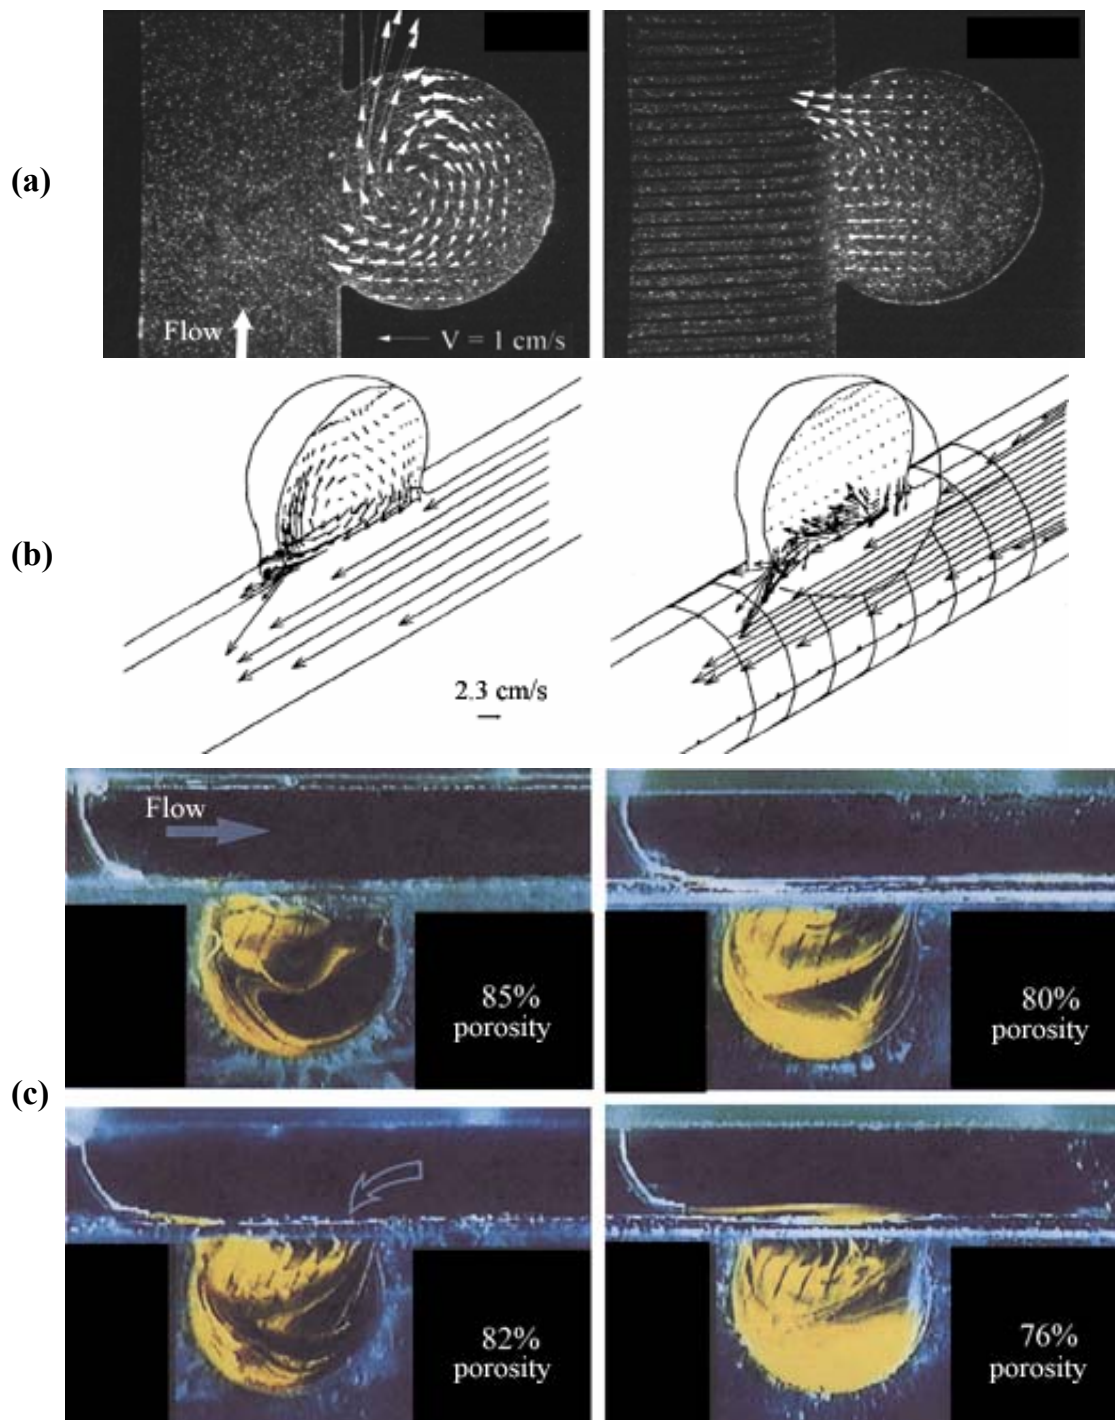 (a)
Flow
V = 1 cm/s
(b)
2.3 cm/s
(c)
Flow
85%
porosity
80%
porosity
82%
porosity
76%
porosity